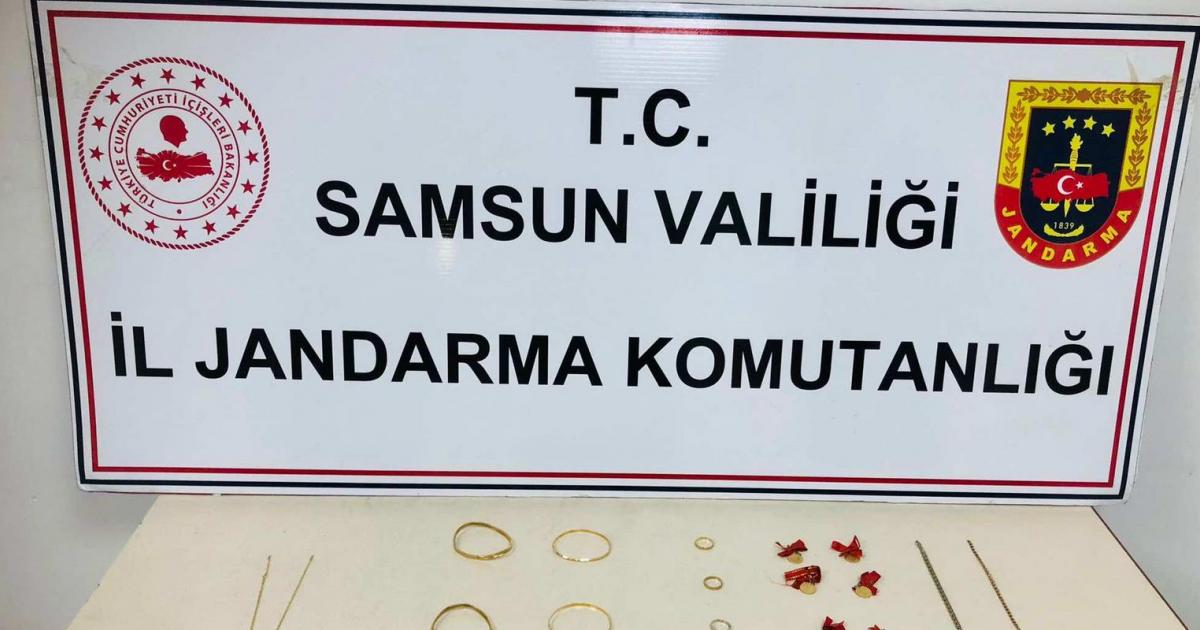 T.C.
SAMSUN VALİLİĞİ
İL JANDARMA KOMUTANLIĞI
TÜRKİYE CUMHURİYETİ İÇİŞLERİ BAKANLIĞI
1839
JANDARMA